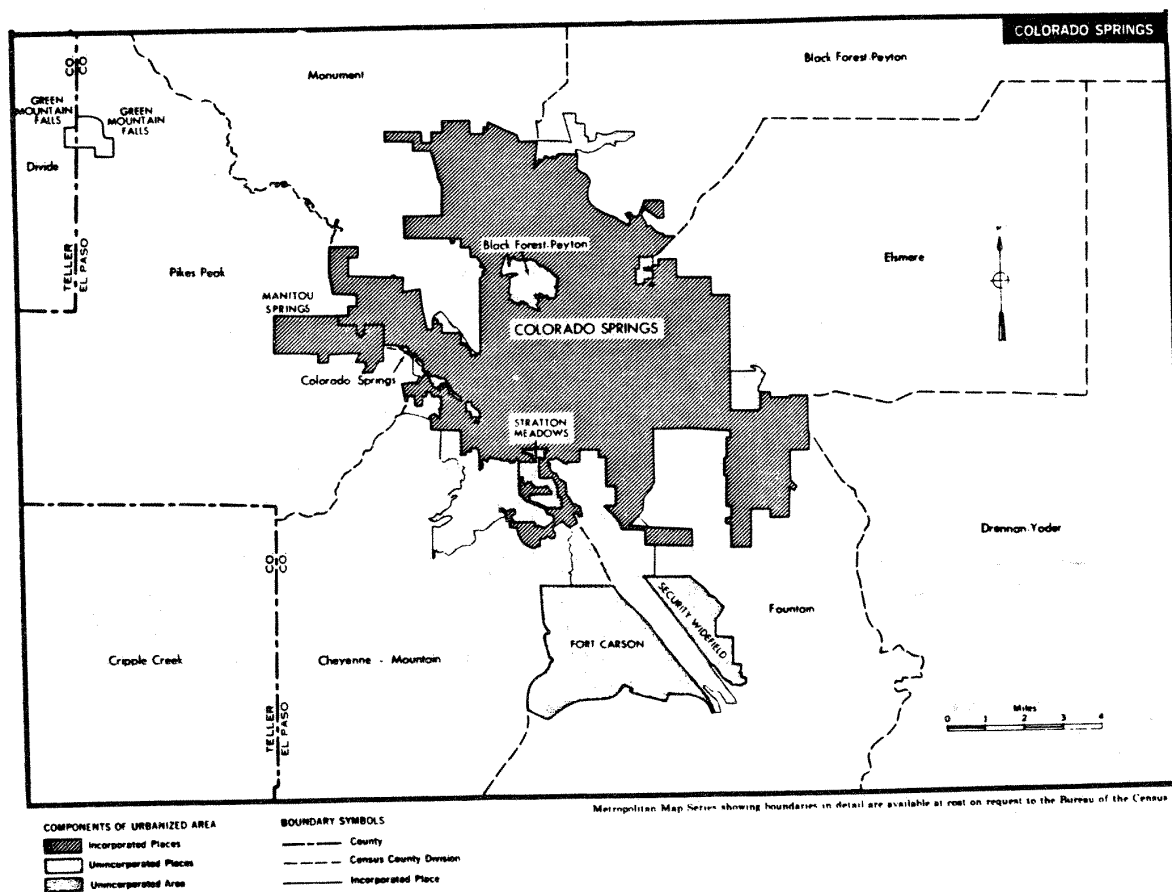 COLORADO SPRINGS
Black Forest-Peyton
Monument
CO.
CO.
GREEN
MOUNTAIN
FALLS
GREEN
MOUNTAIN
FALLS
Divide
TELLER
EL PASO
Pikes Peak
Black Forest-Peyton
Elsmere
MANITOU
SPRINGS
COLORADO SPRINGS
Colorado Springs
STRATTON
MEADOWS
Drennan-Yoder
CO.
CO.
SECURITY WIDEFIELD
Fountain
FORT CARSON
Cripple Creek
Cheyenne - Mountain
TELLER
EL PASO
Miles
0 1 2 3 4
Metropolitan Map Series showing boundaries in detail are available at cost on request to the Bureau of the Census
COMPONENTS OF URBANIZED AREA
Incorporated Places
Unincorporated Places
Unincorporated Area
BOUNDARY SYMBOLS
County
Census County Division
Incorporated Place